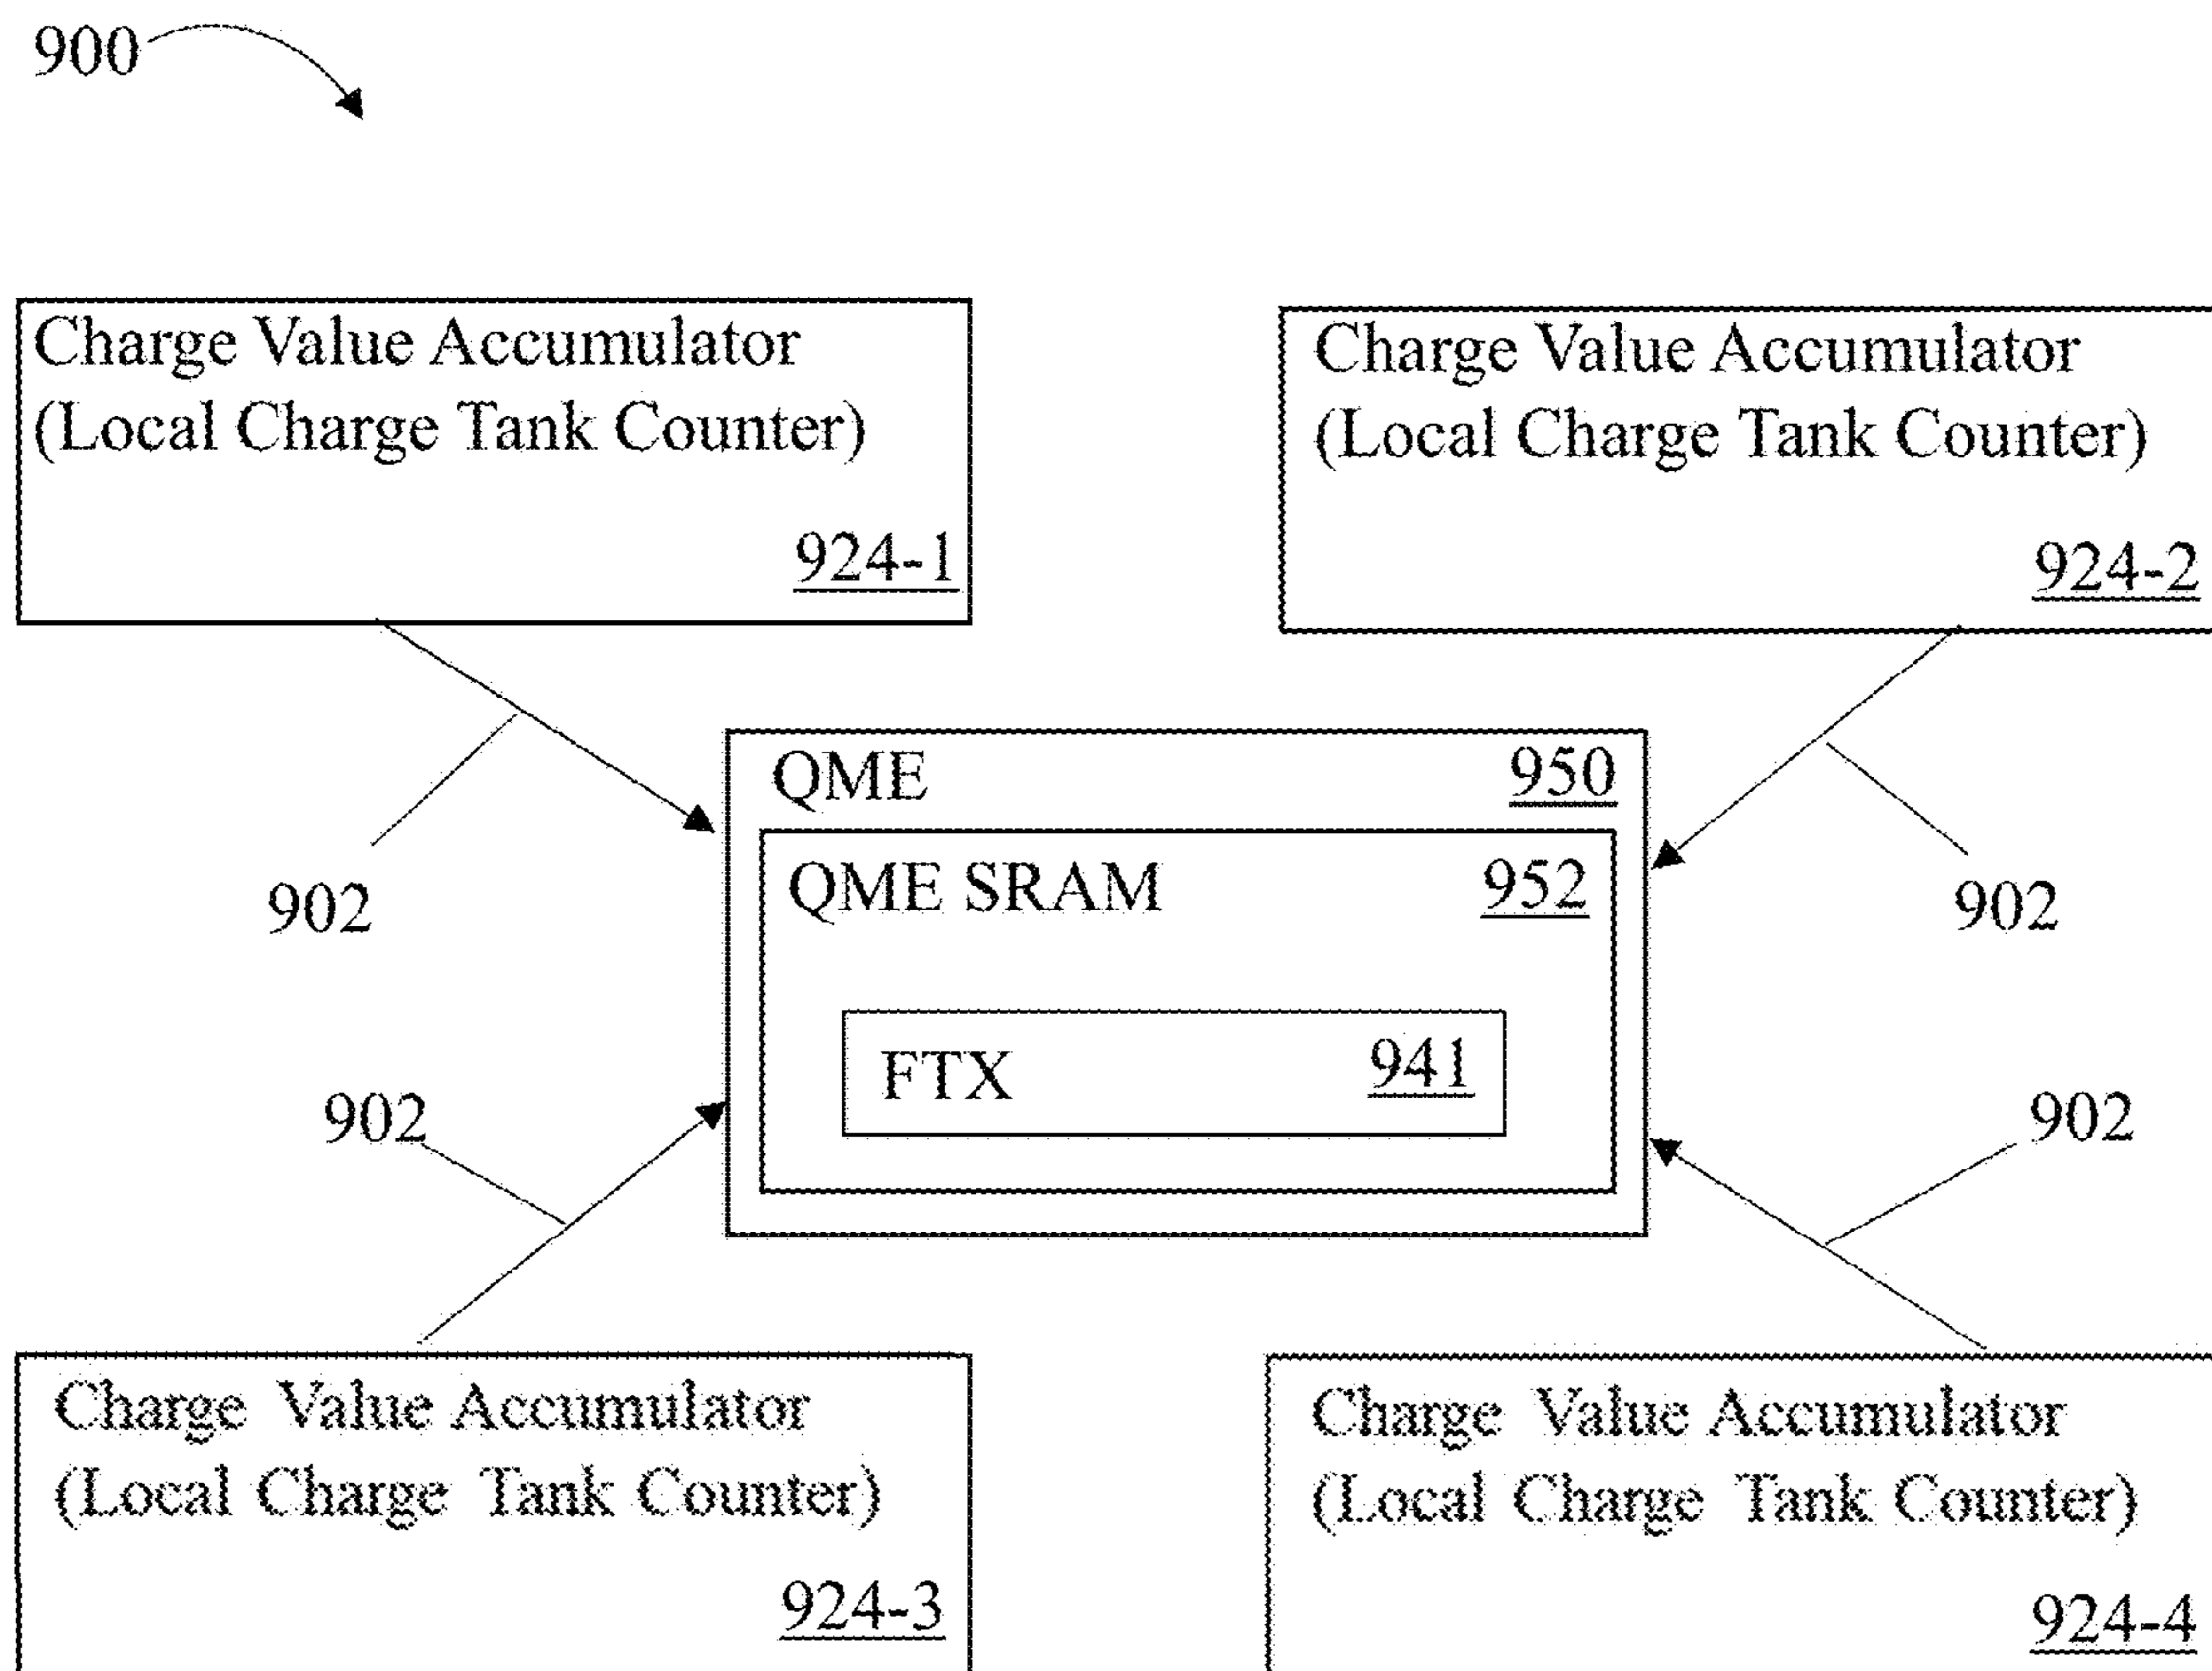 900
Charge Value Accumulator
(Local Charge Tank Counter)
924-1
Charge Value Accumulator
(Local Charge Tank Counter)
924-2
902
902
QME 950
QME SRAM 952
FTX 941
902
902
Charge Value Accumulator
(Local Charge Tank Counter)
924-3
Charge Value Accumulator
(Local Charge Tank Counter)
924-4